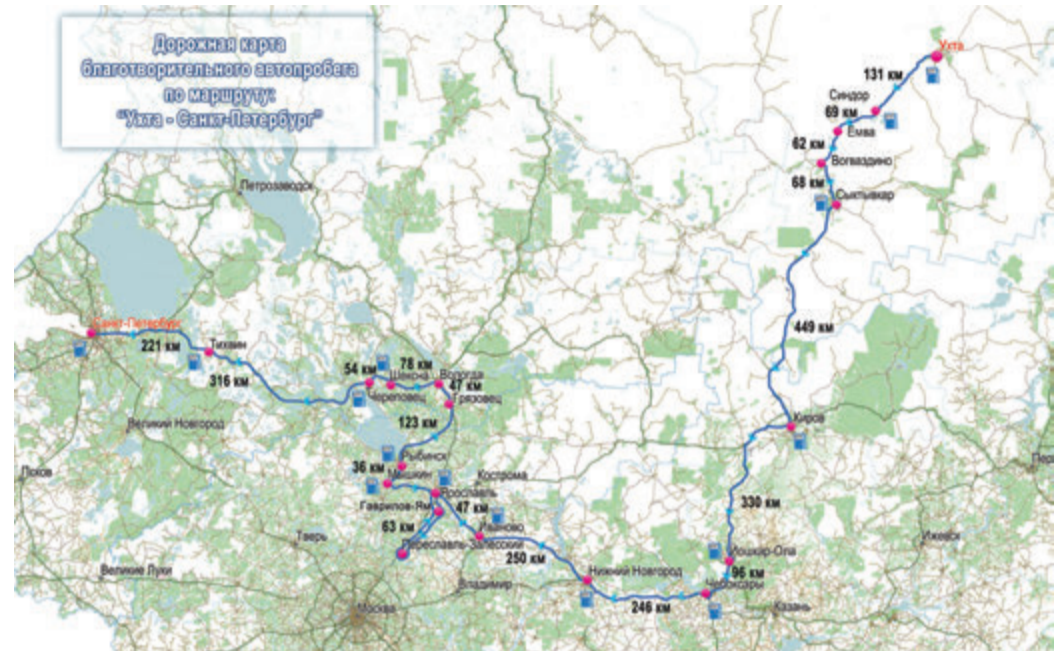 Дорожная карта
благотворительного автопробега
по маршруту:
"Ухта - Санкт-Петербург"
Ухта
131 км
Синдор
69 км
Емва
62 км
Вогваздино
68 км
Сыктывкар
Петрозаводск
449 км
Санкт-Петербург
221 км
Тихвин
316 км
54 км
78 км
Шексна
Вологда
47 км
Череповец
Грязовец
123 км
Киров
Великий Новгород
Рыбинск
36 км
Мышкин
Кострома
Псков
Ярославль
Гаврилов-Ям
47 км
330 км
63 км
Иваново
Тверь
Переславль-Залесский
250 км
Ижевск
Йошкар-Ола
96 км
Великие Луки
Владимир
Нижний Новгород
Чебоксары
246 км
Москва
Казань